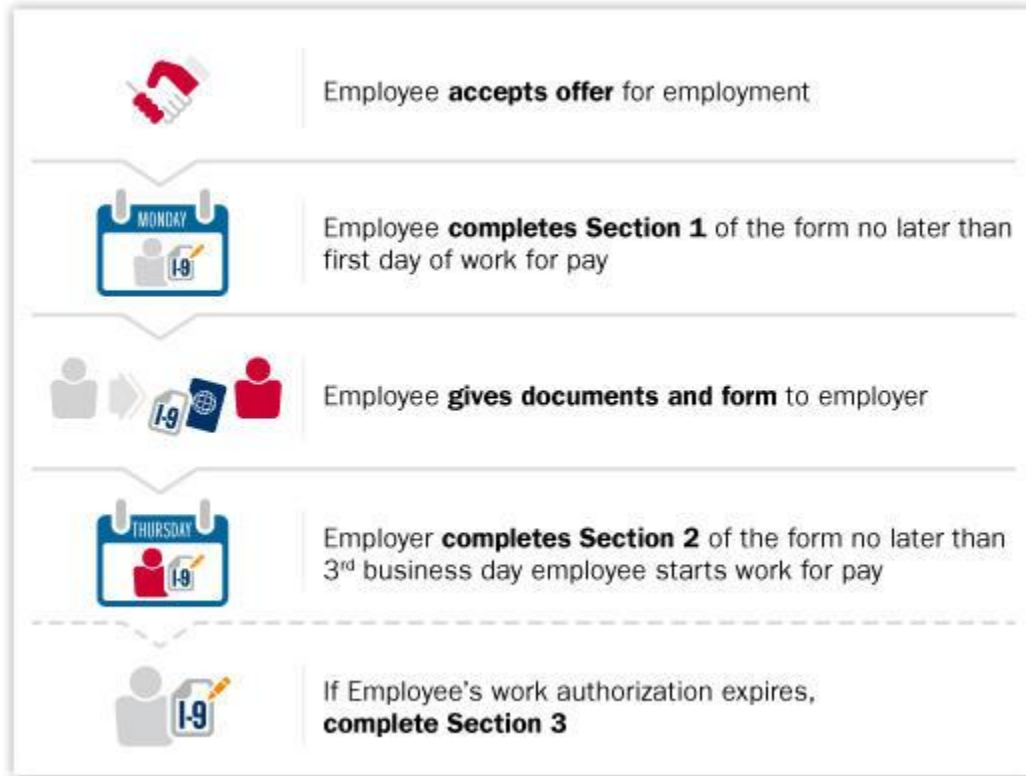 Employee accepts offer for employment
MONDAY
I-9
Employee completes Section 1 of the form no later than
first day of work for pay
I-9
Employee gives documents and form to employer
THURSDAY
I-9
Employer completes Section 2 of the form no later than
3rd business day employee starts work for pay
I-9
If Employee's work authorization expires,
complete Section 3